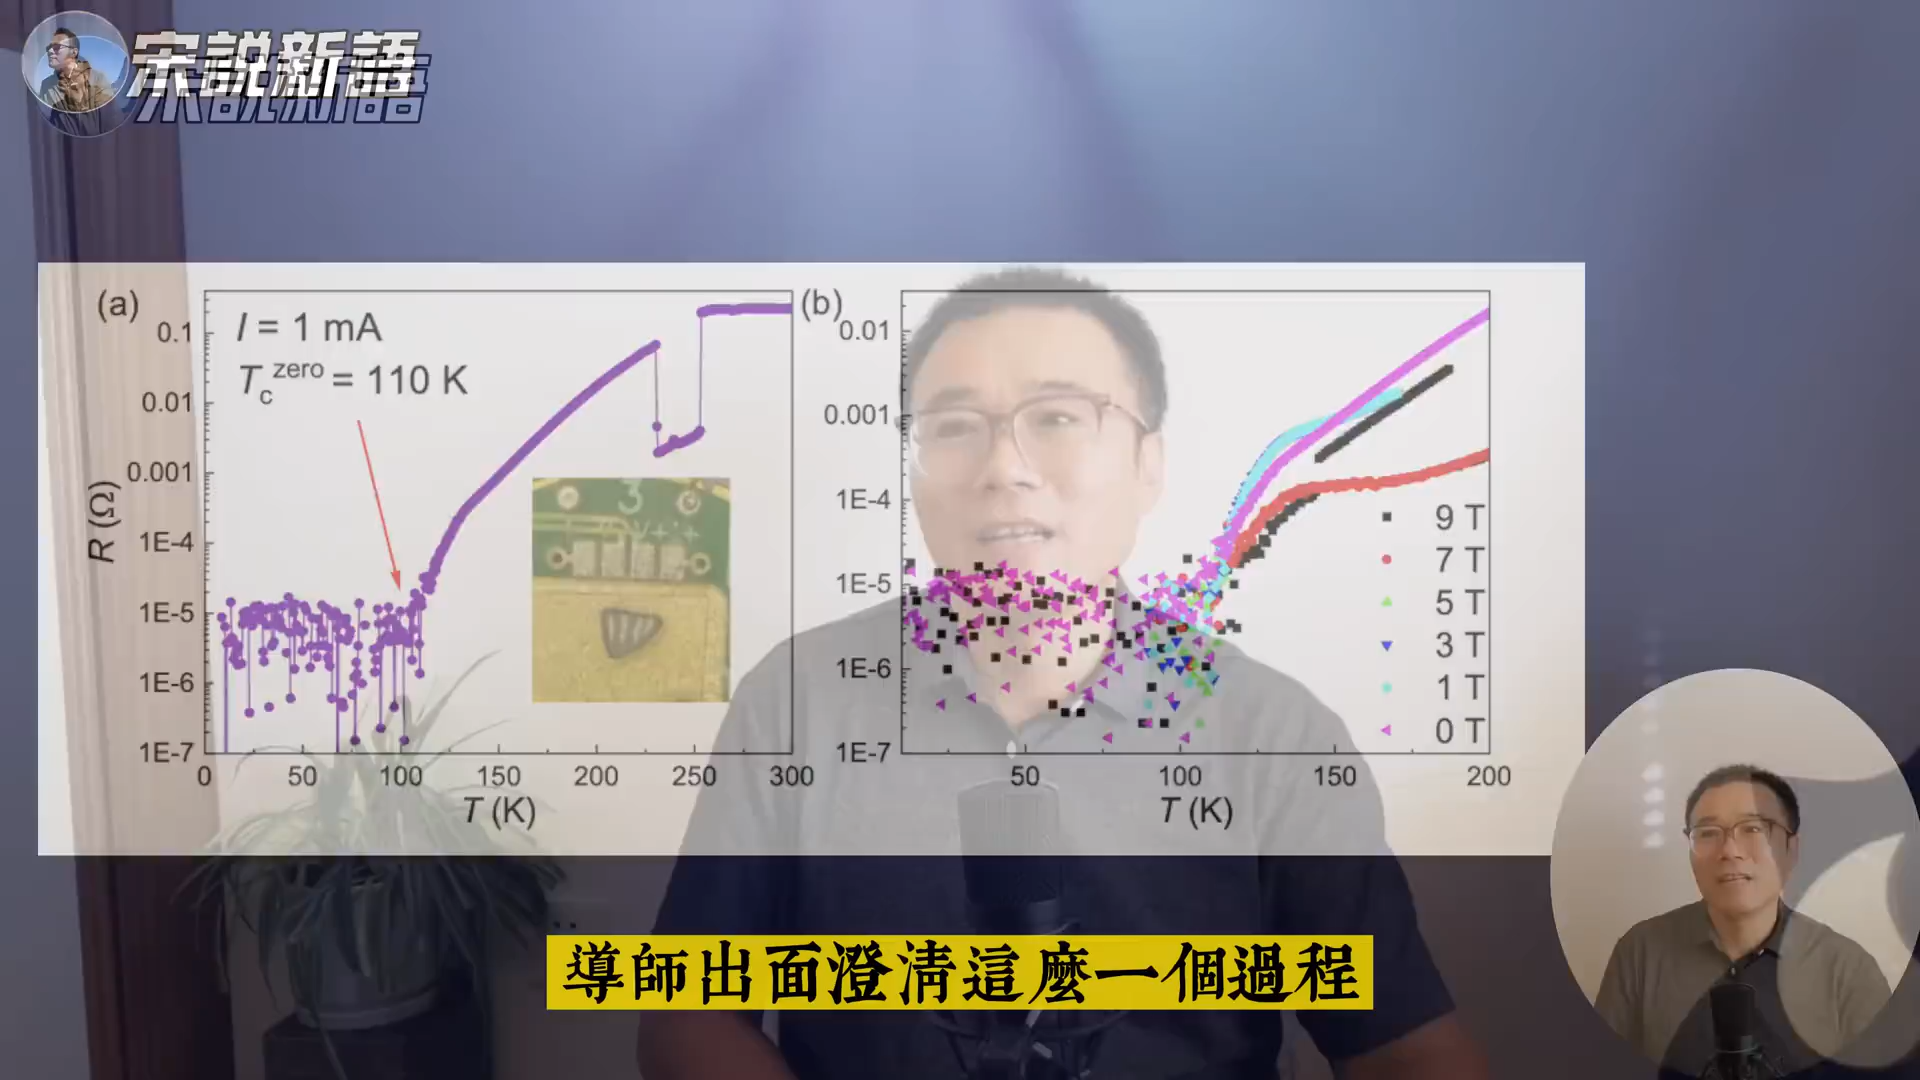 宋説新語
(a)
I = 1 mA
Tc zero = 110 K
R (Ω)
0.1
0.01
0.001
1E-4
1E-5
1E-6
1E-7
0 50 100 150 200 250 300
T (K)
3
V+
(b)
0.01
0.001
1E-4
1E-5
1E-6
1E-7
9 T
7 T
5 T
3 T
1 T
0 T
50 100 150 200
T (K)
導師出面澄清這麼一個過程